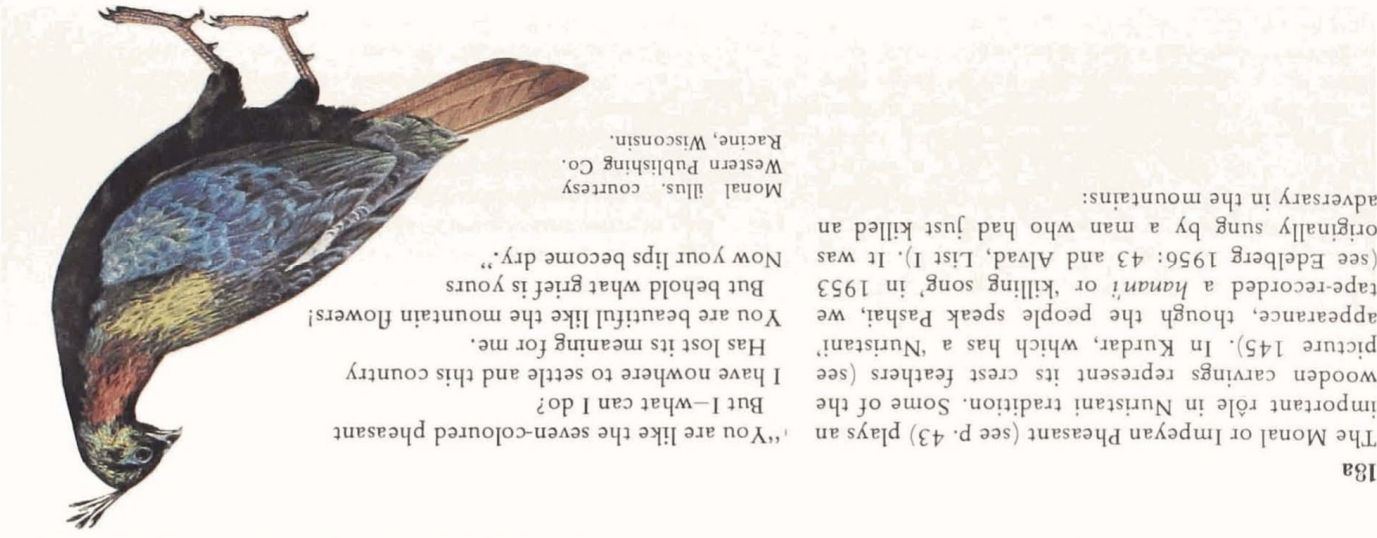 18a
The Monal or Impeyan Pheasant (see p. 43) plays an
important rôle in Nuristani tradition. Some of the
wooden carvings represent its crest feathers (see
picture 145). In Kurdar, which has a 'Nuristani'
appearance, though the people speak Pashai, we
tape-recorded a hanan'i or 'killing song' in 1953
(see Edelberg 1956: 43 and Alvad, List I). It was
originally sung by a man who had just killed an
adversary in the mountains:
"You are like the seven-coloured pheasant
But I—what can I do?
I have nowhere to settle and this country
Has lost its meaning for me.
You are beautiful like the mountain flowers!
But behold what grief is yours
Now your lips become dry."
Monal illus. courtesy
Western Publishing Co.
Racine, Wisconsin.